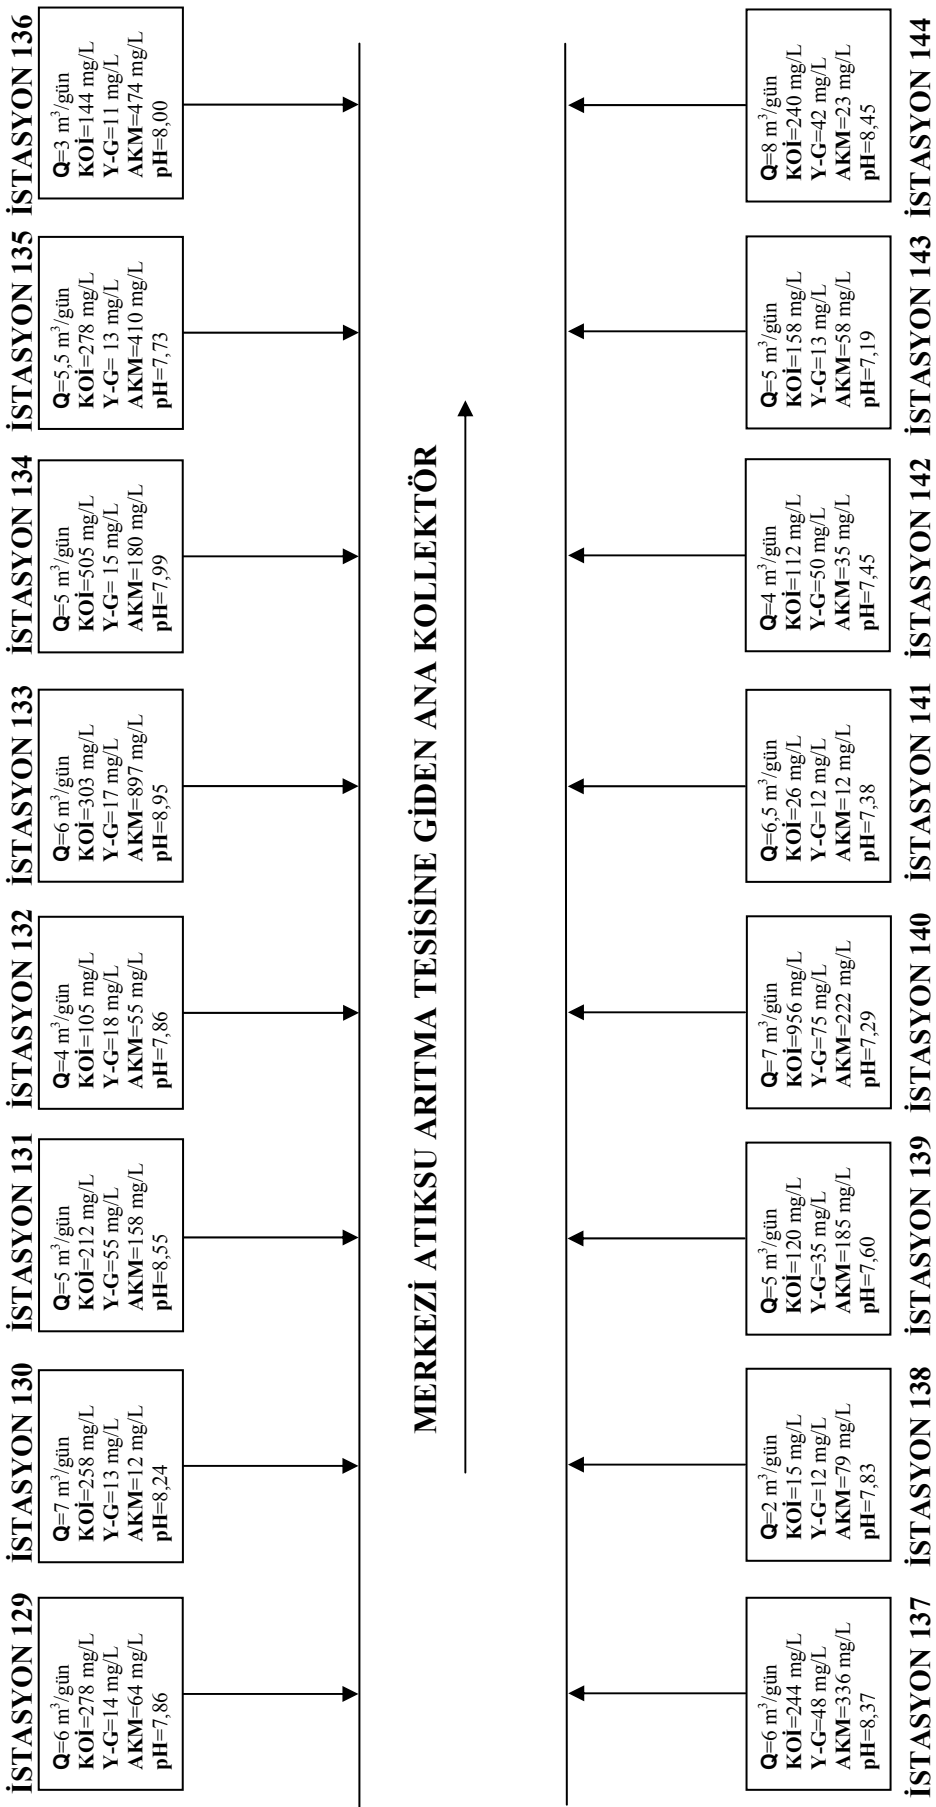 İSTASYON 129
Q=6 m³/gün
KOİ=278 mg/L
Y-G=14 mg/L
AKM=64 mg/L
pH=7,86
İSTASYON 130
Q=7 m³/gün
KOİ=258 mg/L
Y-G=13 mg/L
AKM=12 mg/L
pH=8,24
İSTASYON 131
Q=5 m³/gün
KOİ=212 mg/L
Y-G=55 mg/L
AKM=158 mg/L
pH=8,55
İSTASYON 132
Q=4 m³/gün
KOİ=105 mg/L
Y-G=18 mg/L
AKM=55 mg/L
pH=7,86
İSTASYON 133
Q=6 m³/gün
KOİ=303 mg/L
Y-G=17 mg/L
AKM=897 mg/L
pH=8,95
İSTASYON 134
Q=5 m³/gün
KOİ=505 mg/L
Y-G= 15 mg/L
AKM=180 mg/L
pH=7,99
İSTASYON 135
Q=5,5 m³/gün
KOİ=278 mg/L
Y-G= 13 mg/L
AKM=410 mg/L
pH=7,73
İSTASYON 136
Q=3 m³/gün
KOİ=144 mg/L
Y-G=11 mg/L
AKM=474 mg/L
pH=8,00
MERKEZİ ATIKSU ARITMA TESİSİNE GİDEN ANA KOLLEKTÖR
Q=6 m³/gün
KOİ=244 mg/L
Y-G=48 mg/L
AKM=336 mg/L
pH=8,37
İSTASYON 137
Q=2 m³/gün
KOİ=15 mg/L
Y-G=12 mg/L
AKM=79 mg/L
pH=7,83
İSTASYON 138
Q=5 m³/gün
KOİ=120 mg/L
Y-G=35 mg/L
AKM=185 mg/L
pH=7,60
İSTASYON 139
Q=7 m³/gün
KOİ=956 mg/L
Y-G=75 mg/L
AKM=222 mg/L
pH=7,29
İSTASYON 140
Q=6,5 m³/gün
KOİ=26 mg/L
Y-G=12 mg/L
AKM=12 mg/L
pH=7,38
İSTASYON 141
Q=4 m³/gün
KOİ=112 mg/L
Y-G=50 mg/L
AKM=35 mg/L
pH=7,45
İSTASYON 142
Q=5 m³/gün
KOİ=158 mg/L
Y-G=13 mg/L
AKM=58 mg/L
pH=7,19
İSTASYON 143
Q=8 m³/gün
KOİ=240 mg/L
Y-G=42 mg/L
AKM=23 mg/L
pH=8,45
İSTASYON 144